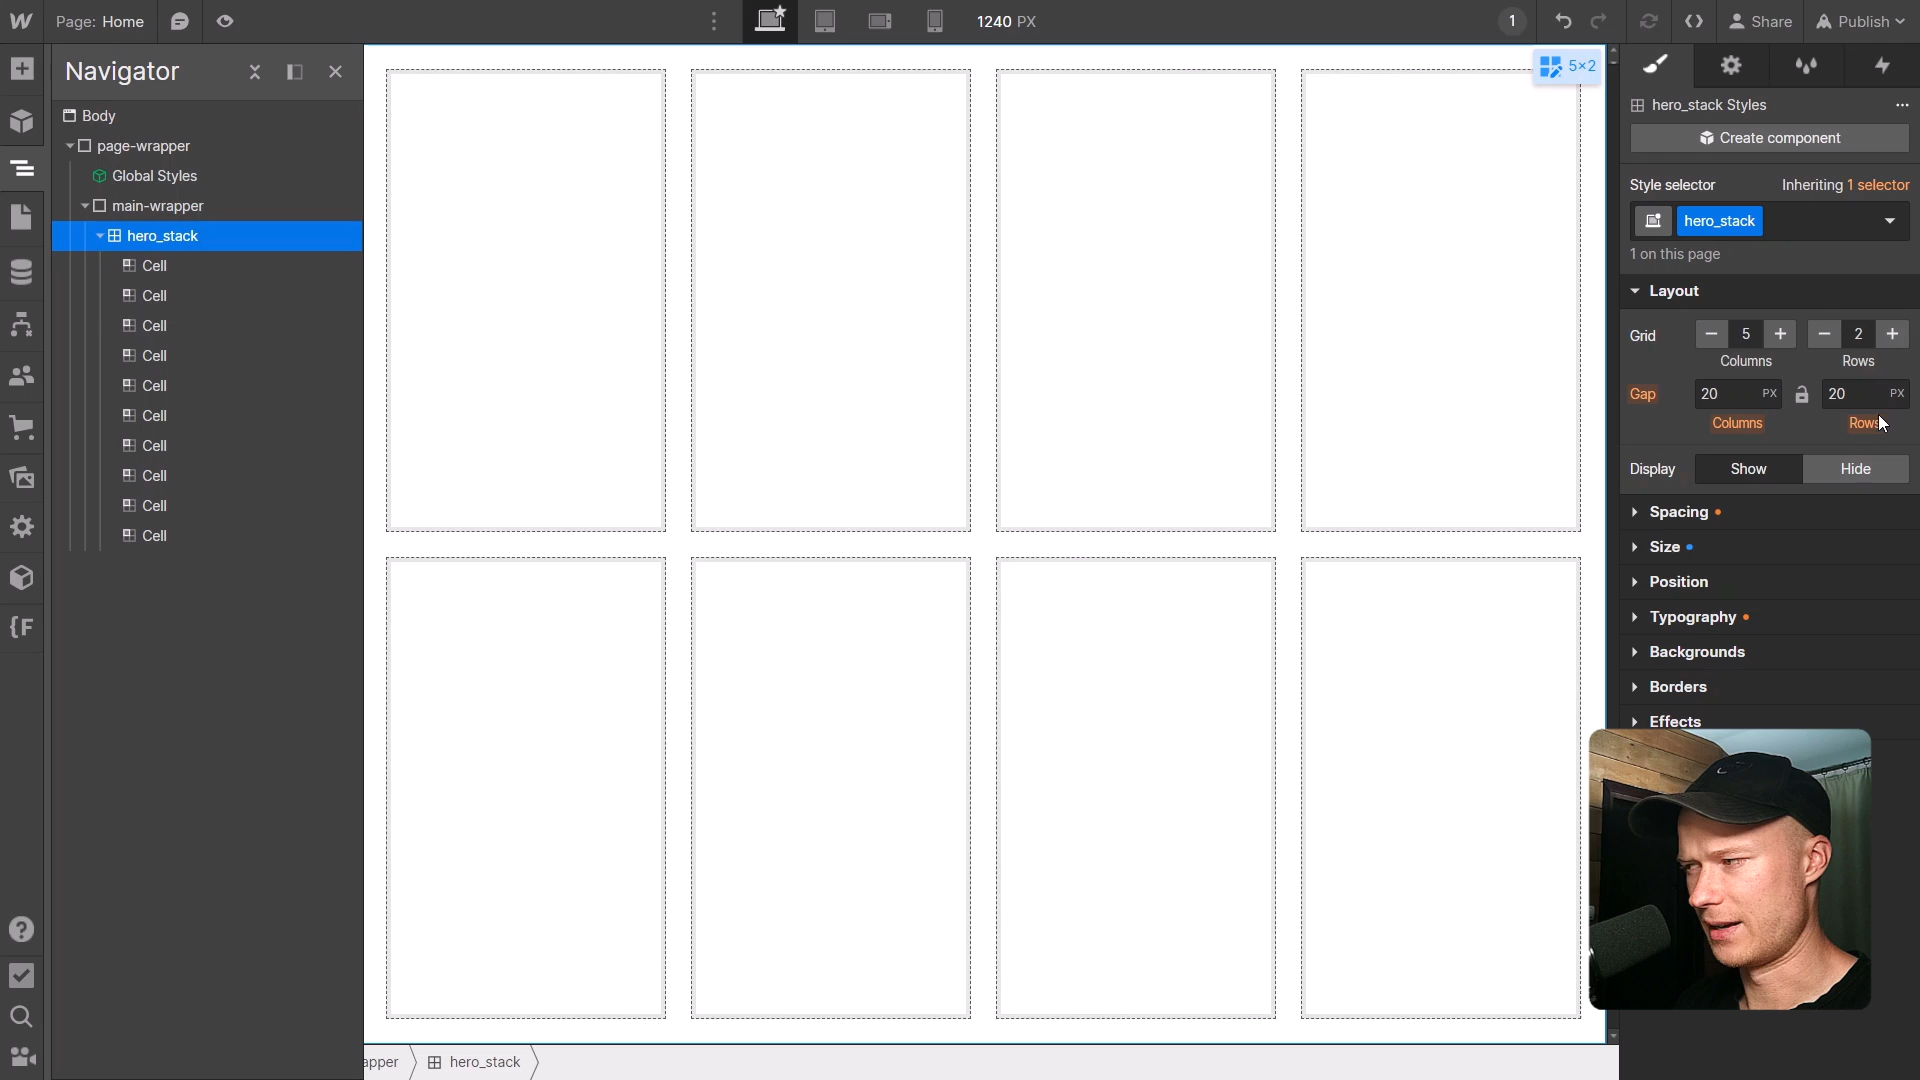 Page: Home
1240 PX
1
Share
Publish
Navigator
Body
page-wrapper
Global Styles
main-wrapper
hero_stack
Cell
Cell
Cell
Cell
Cell
Cell
Cell
Cell
Cell
Cell
{F
5×2
hero_stack Styles
Create component
Style selector
Inheriting 1 selector
hero_stack
1 on this page
Layout
Grid
5
2
Columns
Rows
Gap
20 PX
20 PX
Columns
Rows
Display
Show
Hide
Spacing
Size
Position
Typography
Backgrounds
Borders
Effects
apper
hero_stack